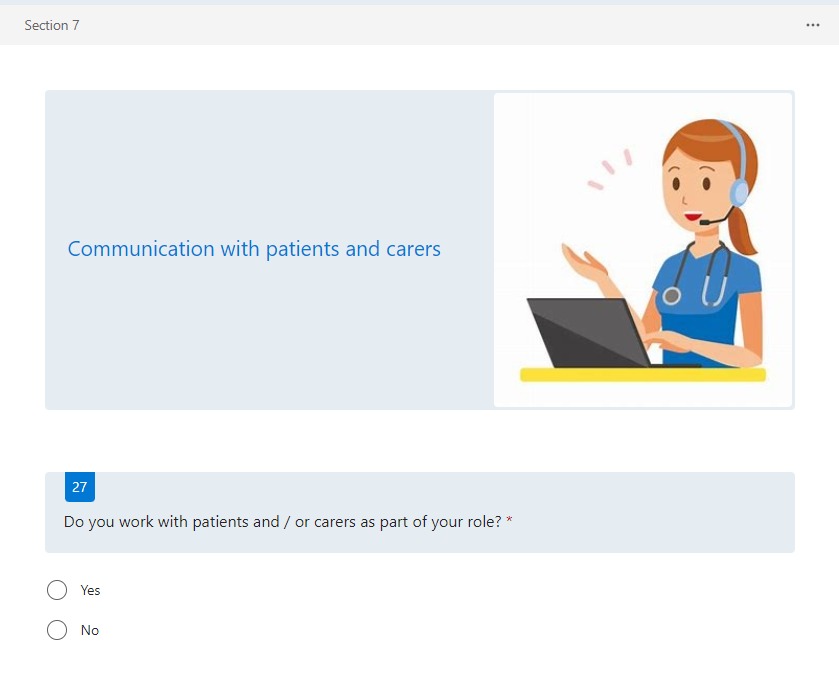 Section 7
Communication with patients and carers
27
Do you work with patients and / or carers as part of your role? *
Yes
No